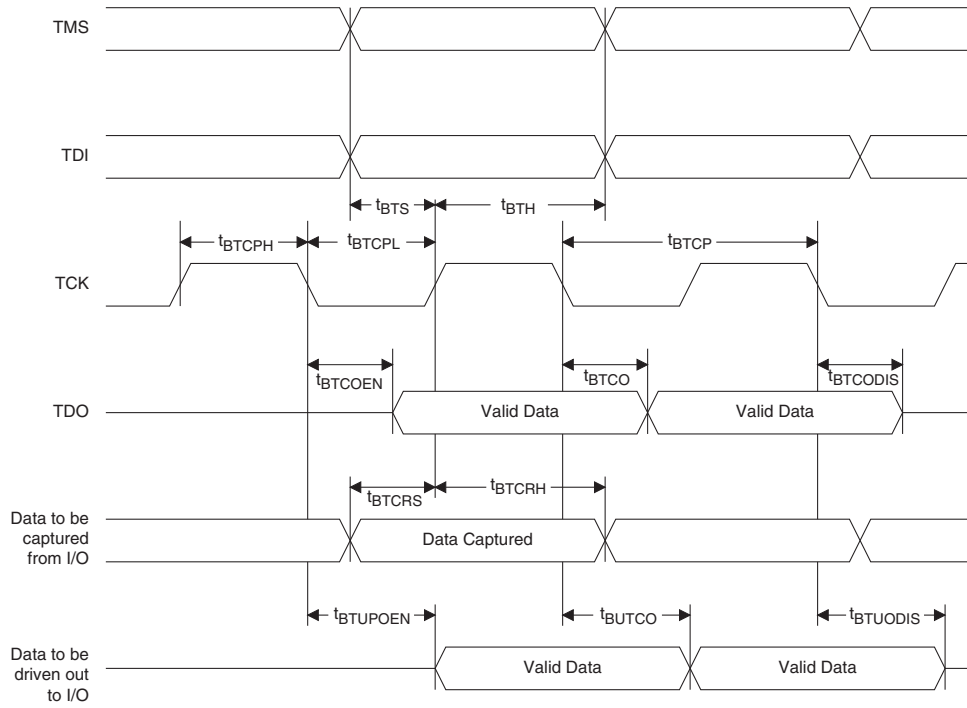 TMS
TDI
tBTS
tBTH
tBTCPH
tBTCPL
tBTCP
TCK
tBTCOEN
tBTCO
tBTCODIS
TDO
Valid Data
Valid Data
tBTCRS
tBTCRH
Data to be
captured
from I/O
Data Captured
tBTUPOEN
tBUTCO
tBTUODIS
Data to be
driven out
to I/O
Valid Data
Valid Data